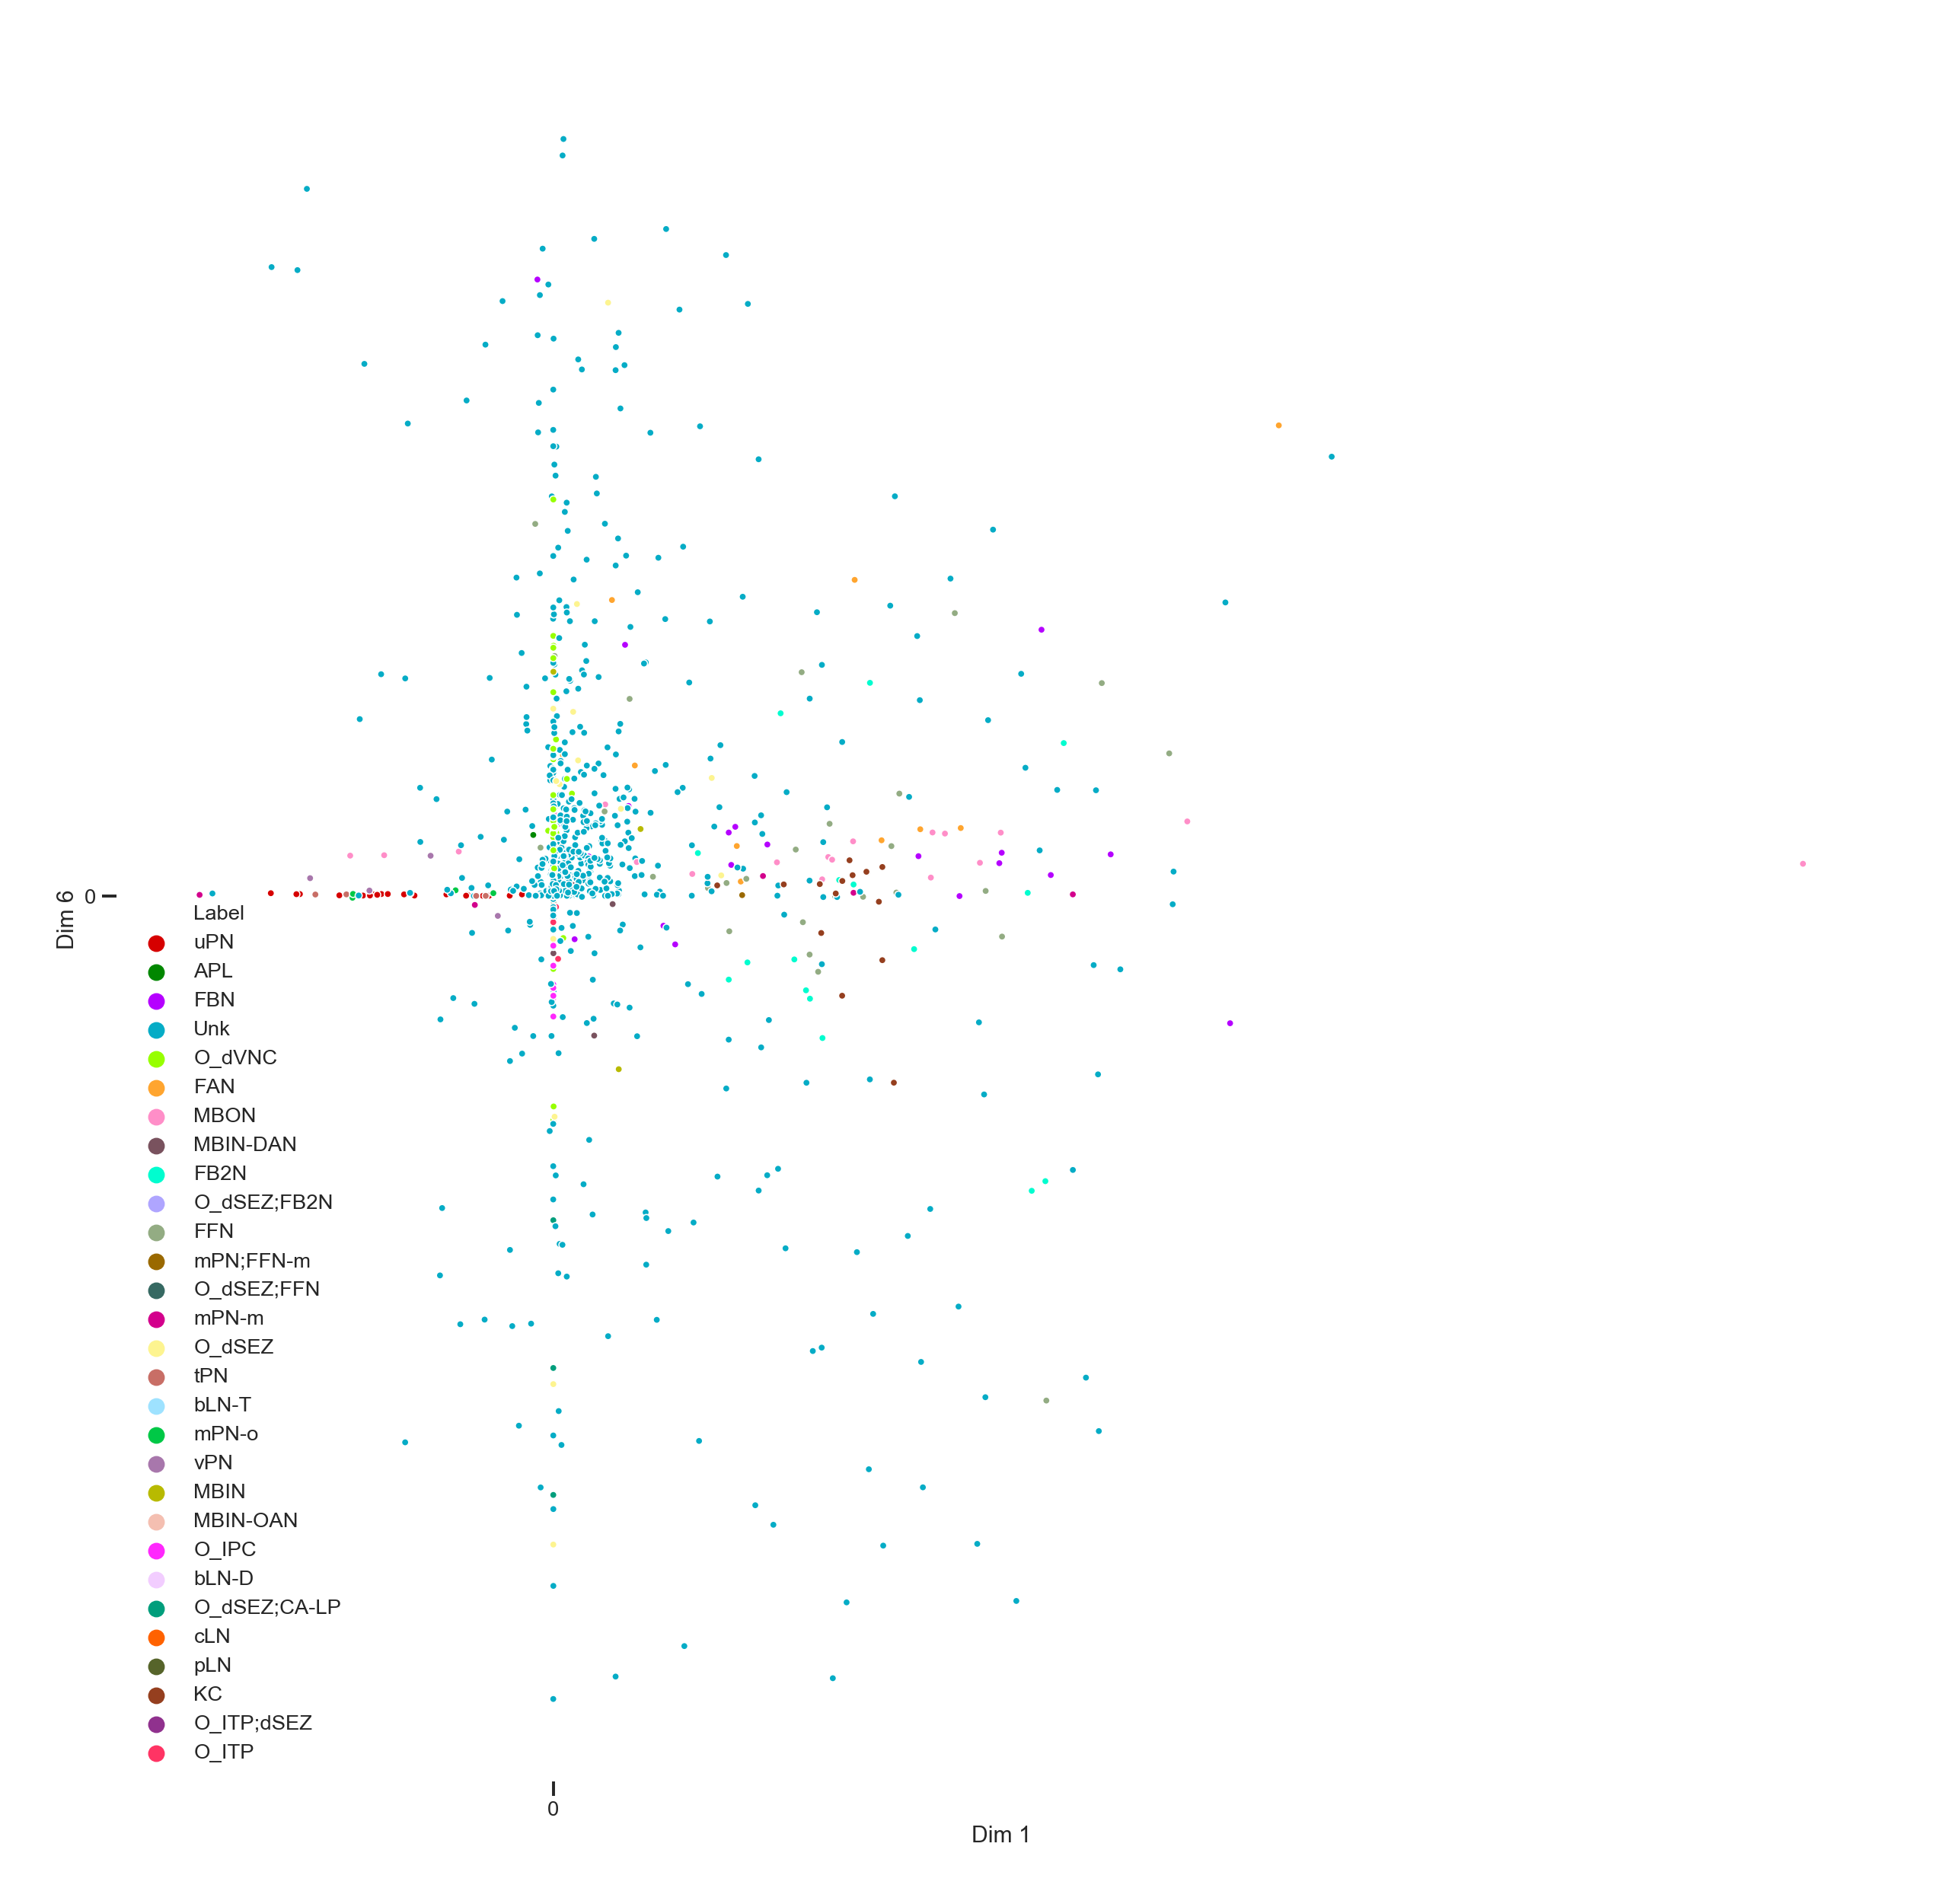 Dim 6
0
Label
uPN
APL
FBN
Unk
O_dVNC
FAN
MBON
MBIN-DAN
FB2N
O_dSEZ;FB2N
FFN
mPN;FFN-m
O_dSEZ;FFN
mPN-m
O_dSEZ
tPN
bLN-T
mPN-o
vPN
MBIN
MBIN-OAN
O_IPC
bLN-D
O_dSEZ;CA-LP
cLN
pLN
KC
O_ITP;dSEZ
O_ITP
0
Dim 1